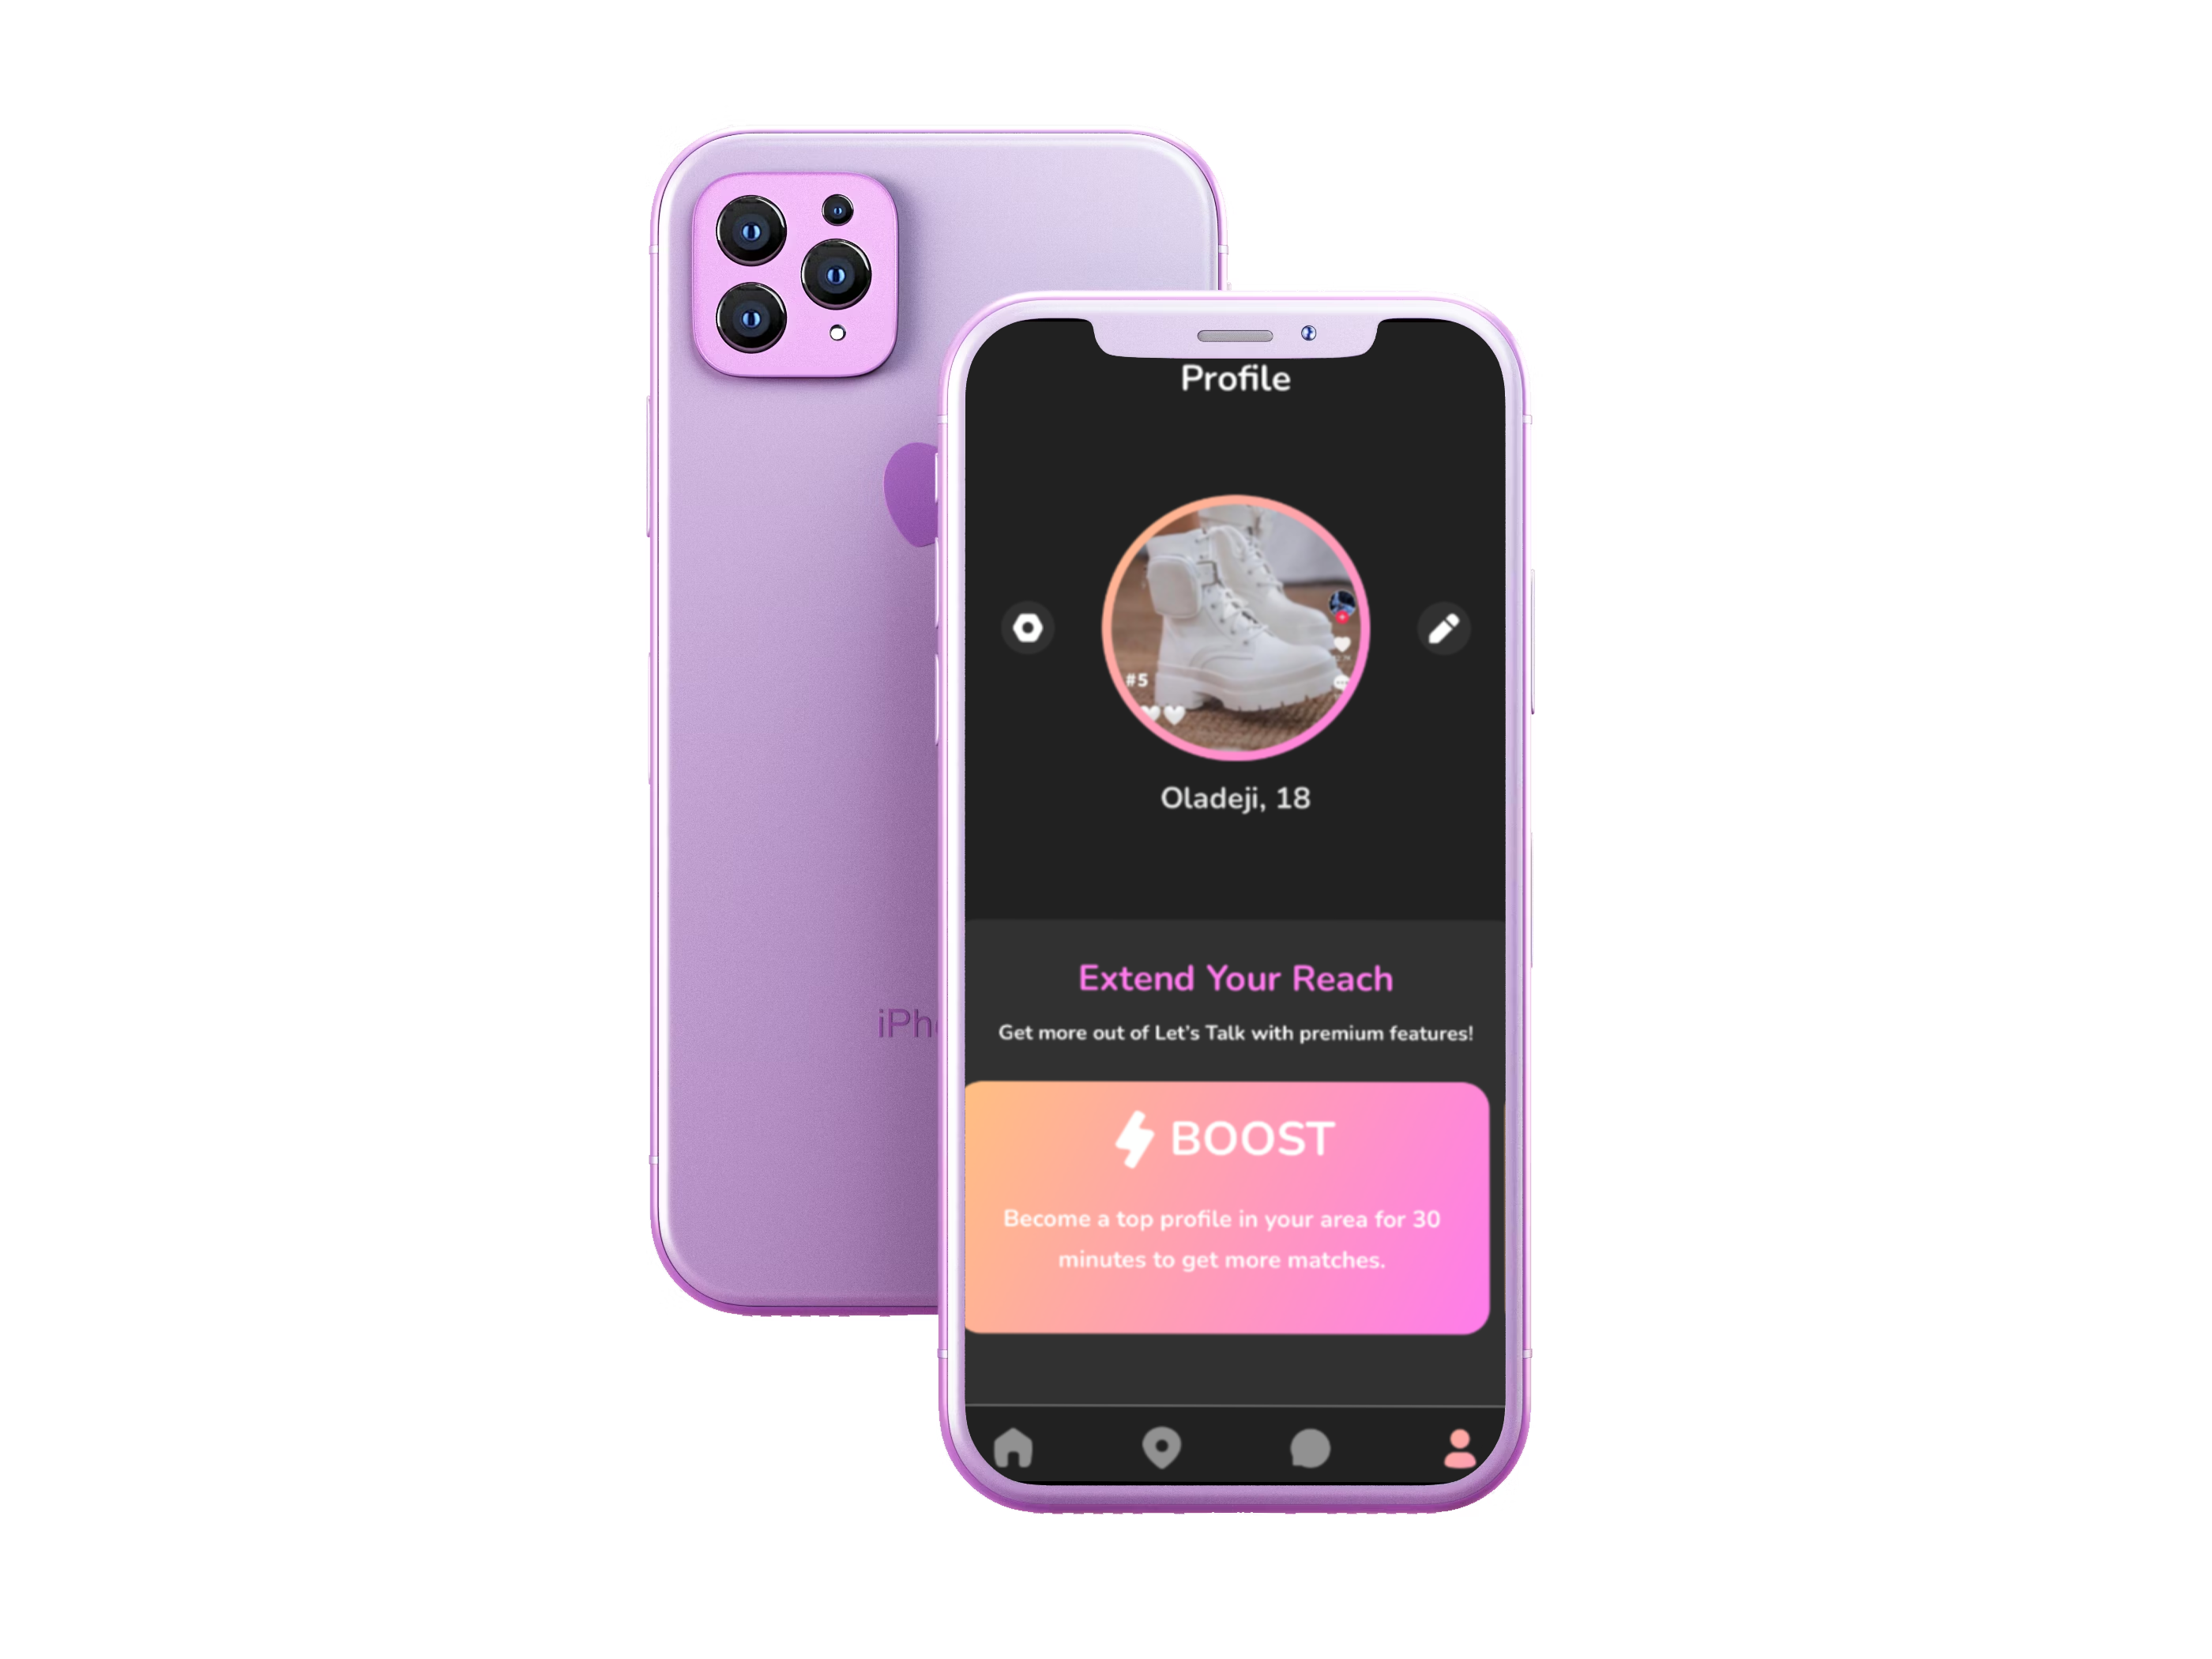 Profile
#5
Oladeji, 18
Extend Your Reach
Get more out of Let's Talk with premium features!
BOOST
Become a top profile in your area for 30
minutes to get more matches.